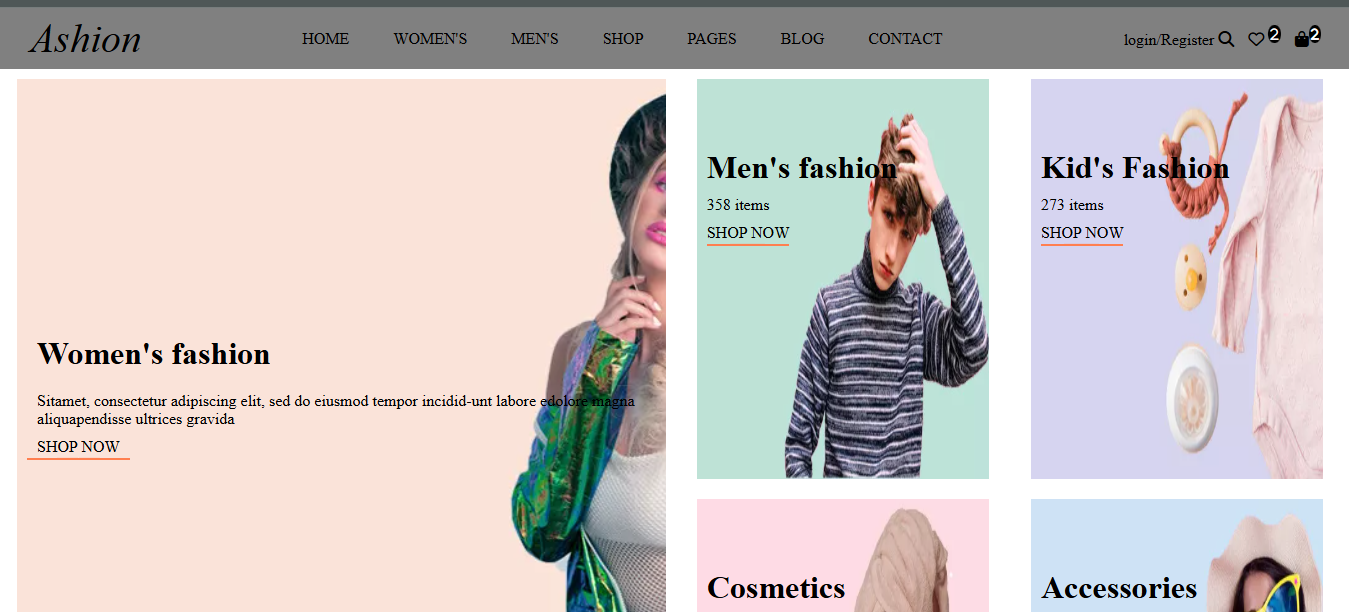 Ashion
HOME WOMEN'S MEN'S SHOP PAGES BLOG CONTACT
login/Register 2 2
Women's fashion
Sitamet, consectetur adipiscing elit, sed do eiusmod tempor incidid-unt labore edolore magna
aliquapendisse ultrices gravida
SHOP NOW
Men's fashion
358 items
SHOP NOW
Kid's Fashion
273 items
SHOP NOW
Cosmetics
Accessories